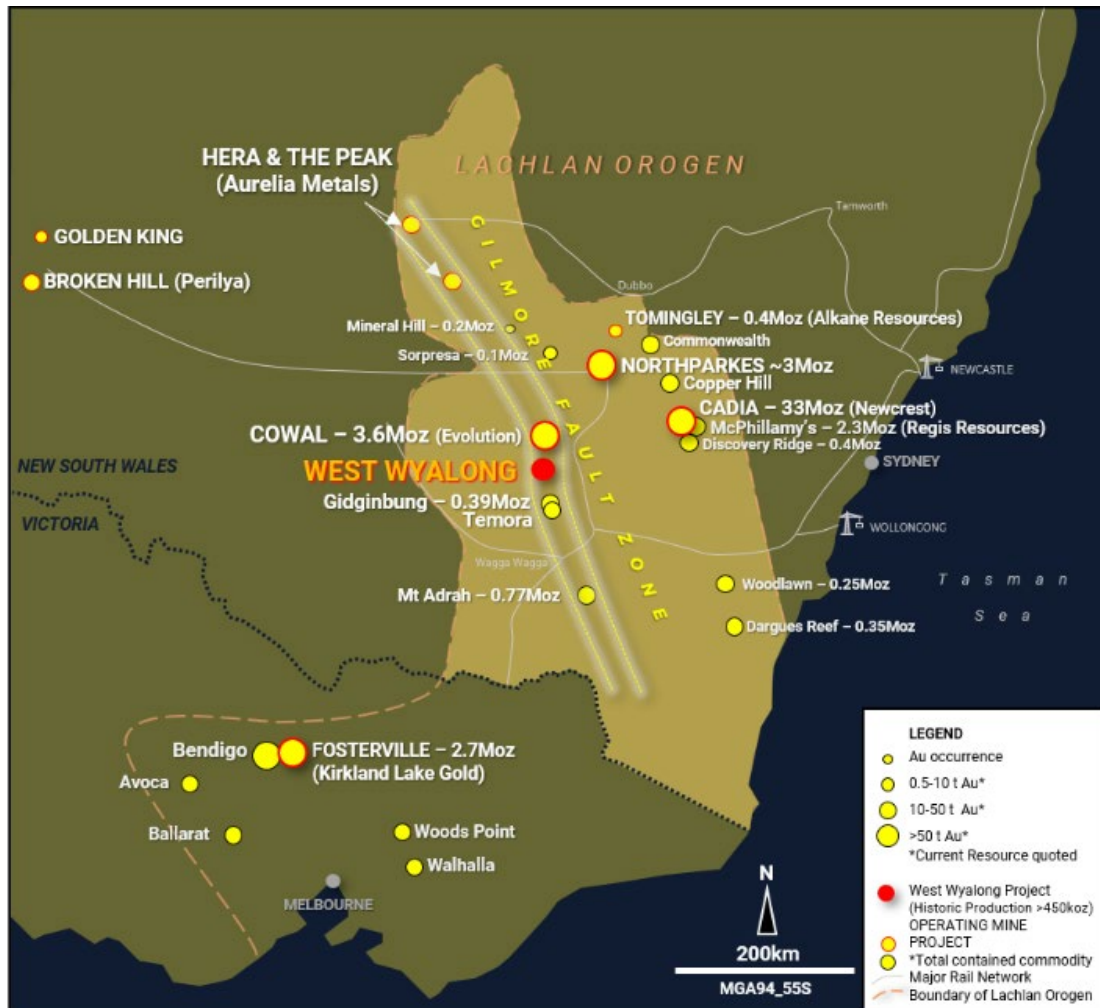 HERA & THE PEAK
(Aurelia Metals)
LACHLAN OROGEN
GILMORE FAULT ZONE
Tamworth
GOLDEN KING
BROKEN HILL (Perilya)
Dubbo
Mineral Hill – 0.2Moz
TOMINGLEY – 0.4Moz (Alkane Resources)
Commonwealth
Sorpresa – 0.1Moz
NORTHPARKES ~3Moz
NEWCASTLE
Copper Hill
CADIA – 33Moz (Newcrest)
COWAL – 3.6Moz (Evolution)
McPhillamy's – 2.3Moz (Regis Resources)
Discovery Ridge – 0.4Moz
NEW SOUTH WALES
WEST WYALONG
SYDNEY
Gidginbung – 0.39Moz
Temora
VICTORIA
WOLLONGONG
Wagga Wagga
Woodlawn – 0.25Moz
Tasman
Sea
Mt Adrah – 0.77Moz
Dargues Reef – 0.35Moz
Bendigo
FOSTERVILLE – 2.7Moz
(Kirkland Lake Gold)
Avoca
Ballarat
Woods Point
Walhalla
MELBOURNE
N
200km
MGA94_55S
LEGEND
Au occurrence
0.5-10 t Au*
10-50 t Au*
>50 t Au*
*Current Resource quoted
West Wyalong Project
(Historic Production >450koz)
OPERATING MINE
PROJECT
*Total contained commodity
Major Rail Network
Boundary of Lachlan Orogen